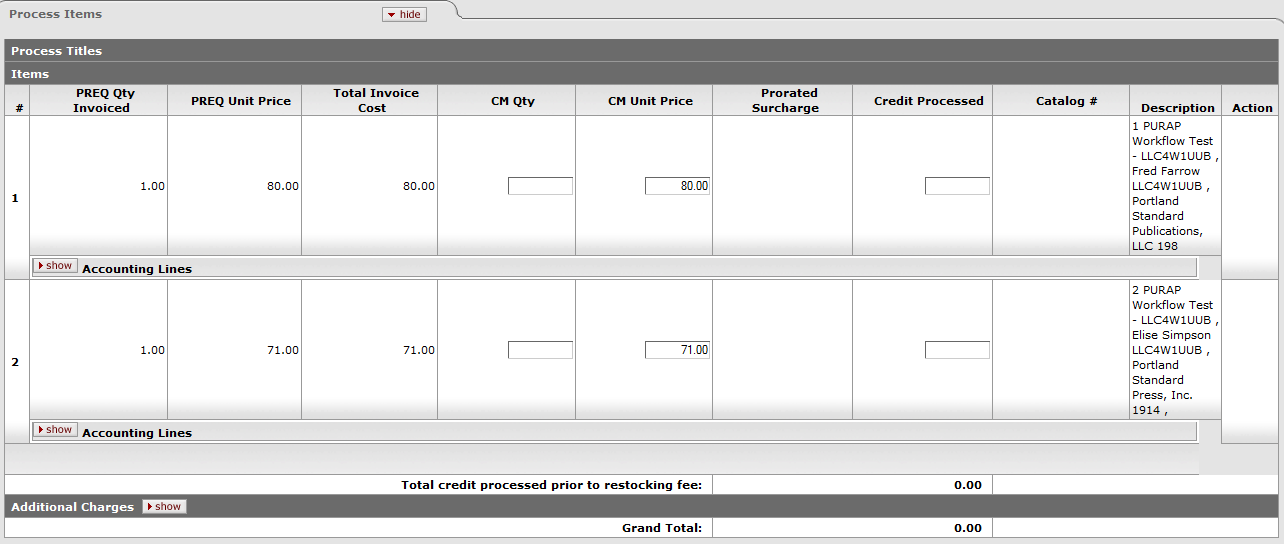 Process Items
hide
Process Titles
Items
# PREQ Qty Invoiced PREQ Unit Price Total Invoice Cost CM Qty CM Unit Price Prorated Surcharge Credit Processed Catalog # Description Action
1 1.00 80.00 80.00 80.00
1 PURAP
Workflow Test
- LLC4W1UUB ,
Fred Farrow
LLC4W1UUB ,
Portland
Standard
Publications,
LLC 198
show Accounting Lines
2 1.00 71.00 71.00 71.00
2 PURAP
Workflow Test
- LLC4W1UUB ,
Elise Simpson
LLC4W1UUB ,
Portland
Standard
Press, Inc.
1914 ,
show Accounting Lines
Total credit processed prior to restocking fee: 0.00
Additional Charges show
Grand Total: 0.00